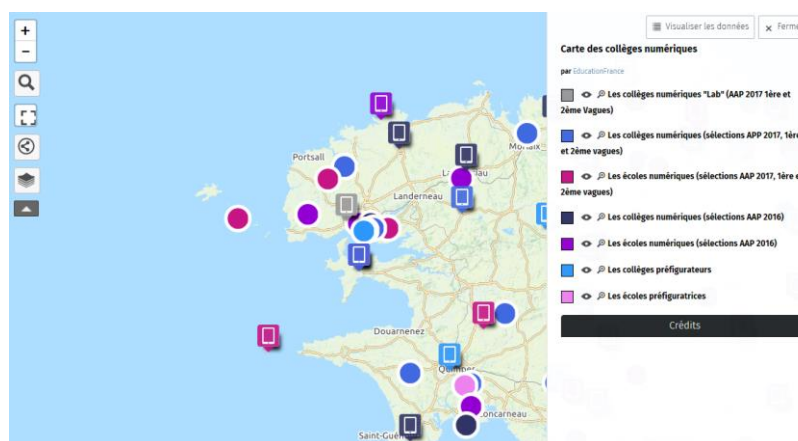 +
−
Visualiser les données
x Ferme
Carte des collèges numériques
par EducationFrance
Les collèges numériques "Lab" (AAP 2017 1ère et
2ème Vagues)
Les collèges numériques (sélections APP 2017, 1ère
et 2ème vagues)
Les écoles numériques (sélections AAP 2017, 1ère e
2ème vagues)
Les collèges numériques (sélections AAP 2016)
Les écoles numériques (sélections AAP 2016)
Les collèges préfigurateurs
Les écoles préfiguratrices
Crédits
Portsall
Landerneau
Douarnenez
Quimper
Concarneau
Saint-Gué